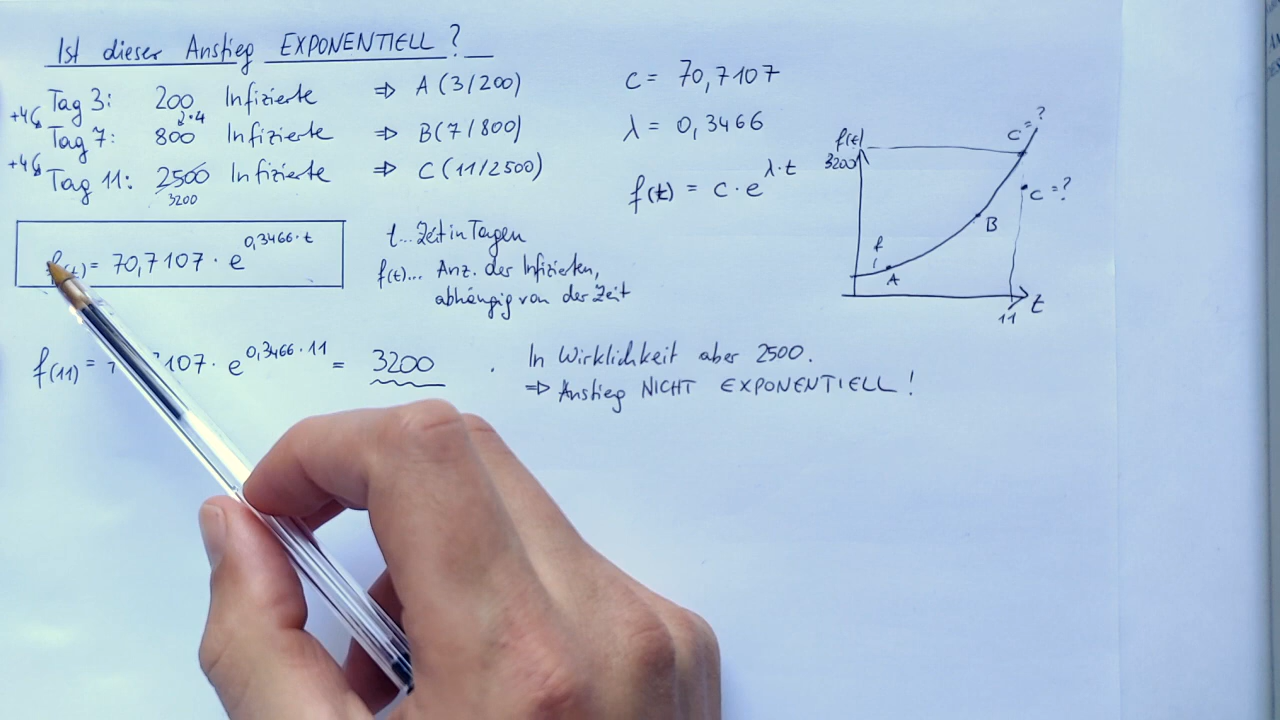 Ist dieser Anstieg EXPONENTIELL?
Tag 3: 200 Infizierte ⇒ A (3/200)
+4
·4
Tag 7: 800 Infizierte ⇒ B(7/800)
+4
Tag 11: 2500 Infizierte ⇒ C (11/2500)
3200
c = 70,7107
λ = 0,3466
f(t) = c · e^λ·t
f(t)
3200
C = ?
C = ?
B
A
11
t
f(t) = 70,7107 · e^0,3466·t
t... Zeit in Tagen
f(t)... Anz. der Infizierten,
abhängig von der Zeit
f(11) = 7 107 · e^0,3466·11 = 3200 .
In Wirklichkeit aber 2500.
⇒ Anstieg NICHT EXPONENTIELL!